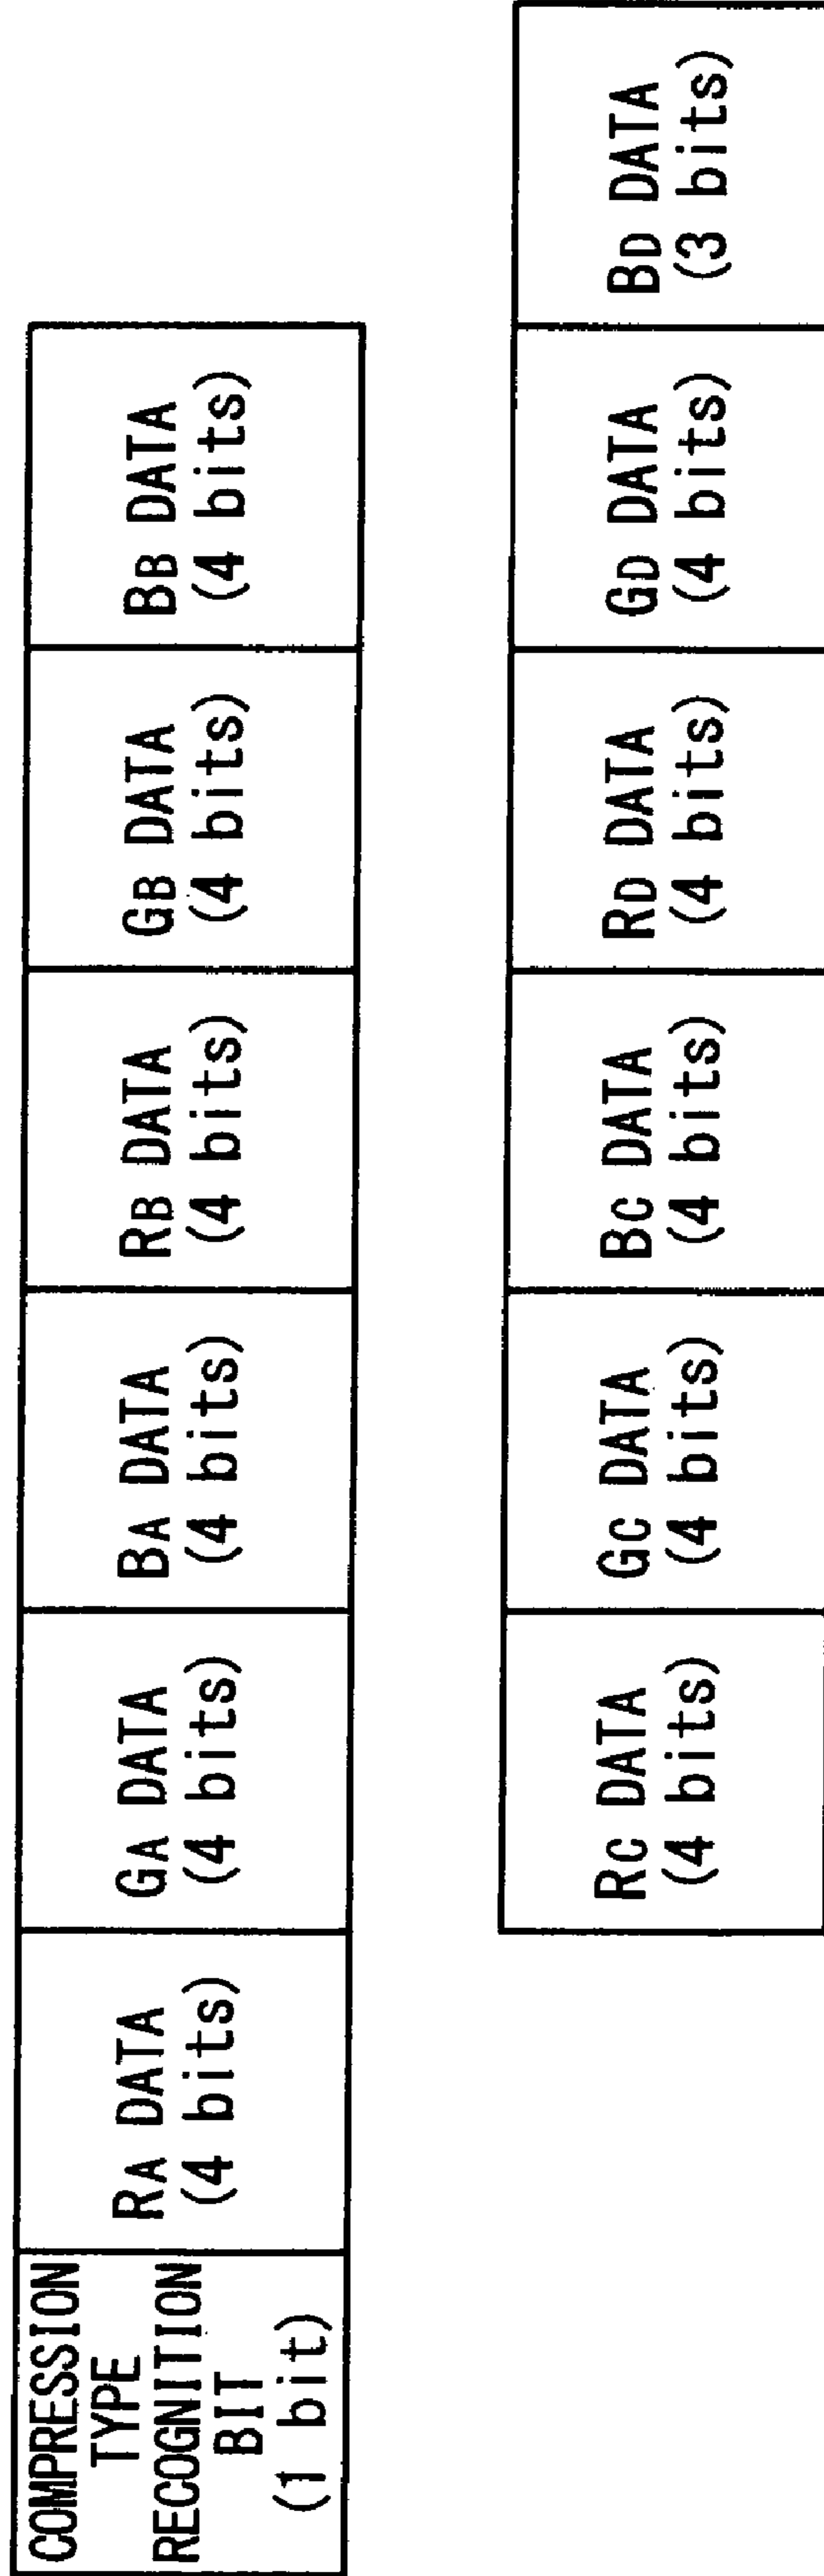 COMPRESSION
TYPE
RECOGNITION
BIT
(1 bit)
RA DATA
(4 bits)
GA DATA
(4 bits)
BA DATA
(4 bits)
RB DATA
(4 bits)
GB DATA
(4 bits)
BB DATA
(4 bits)
RC DATA
(4 bits)
GC DATA
(4 bits)
BC DATA
(4 bits)
RD DATA
(4 bits)
GD DATA
(4 bits)
BD DATA
(3 bits)